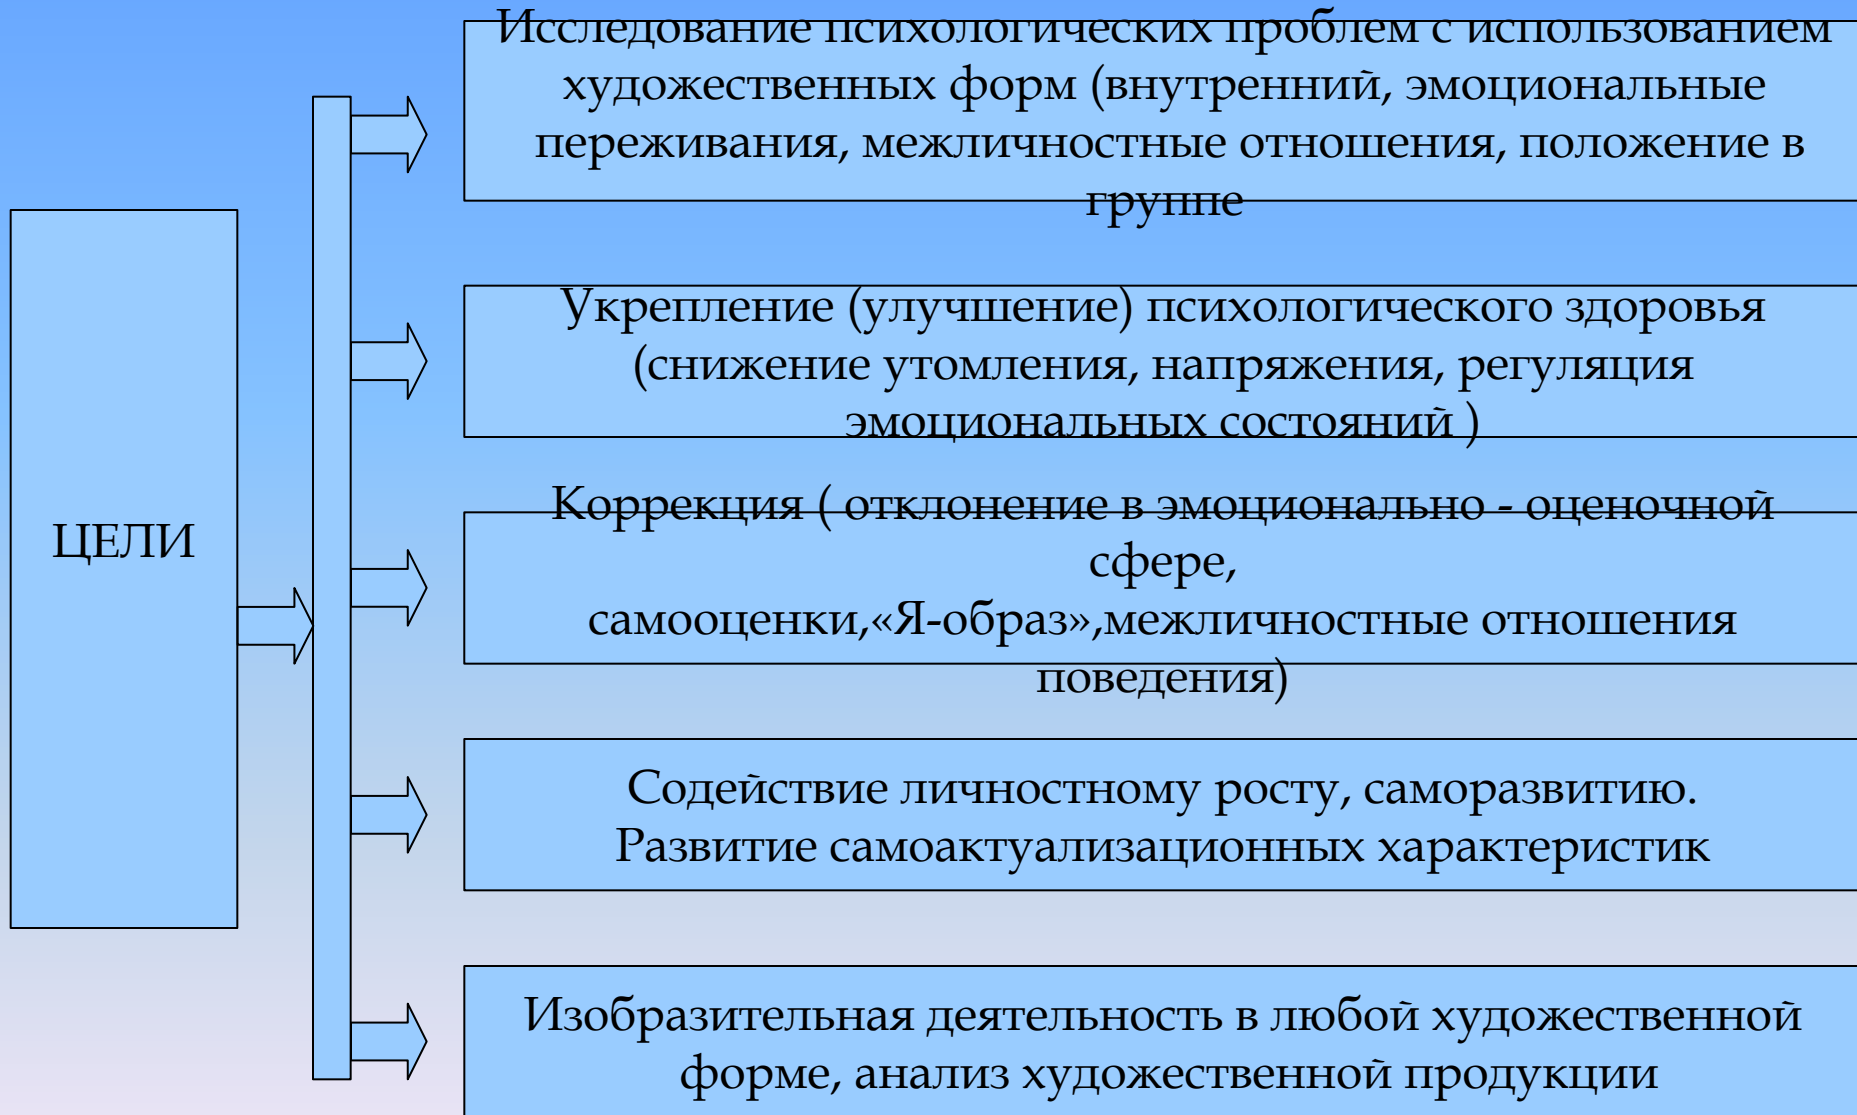 ЦЕЛИ
Исследование психологических проблем с использованием
художественных форм (внутренний, эмоциональные
переживания, межличностные отношения, положение в
группе
Укрепление (улучшение) психологического здоровья
(снижение утомления, напряжения, регуляция
эмоциональных состояний )
Коррекция ( отклонение в эмоционально - оценочной
сфере,
самооценки,«Я-образ»,межличностные отношения
поведения)
Содействие личностному росту, саморазвитию.
Развитие самоактуализационных характеристик
Изобразительная деятельность в любой художественной
форме, анализ художественной продукции